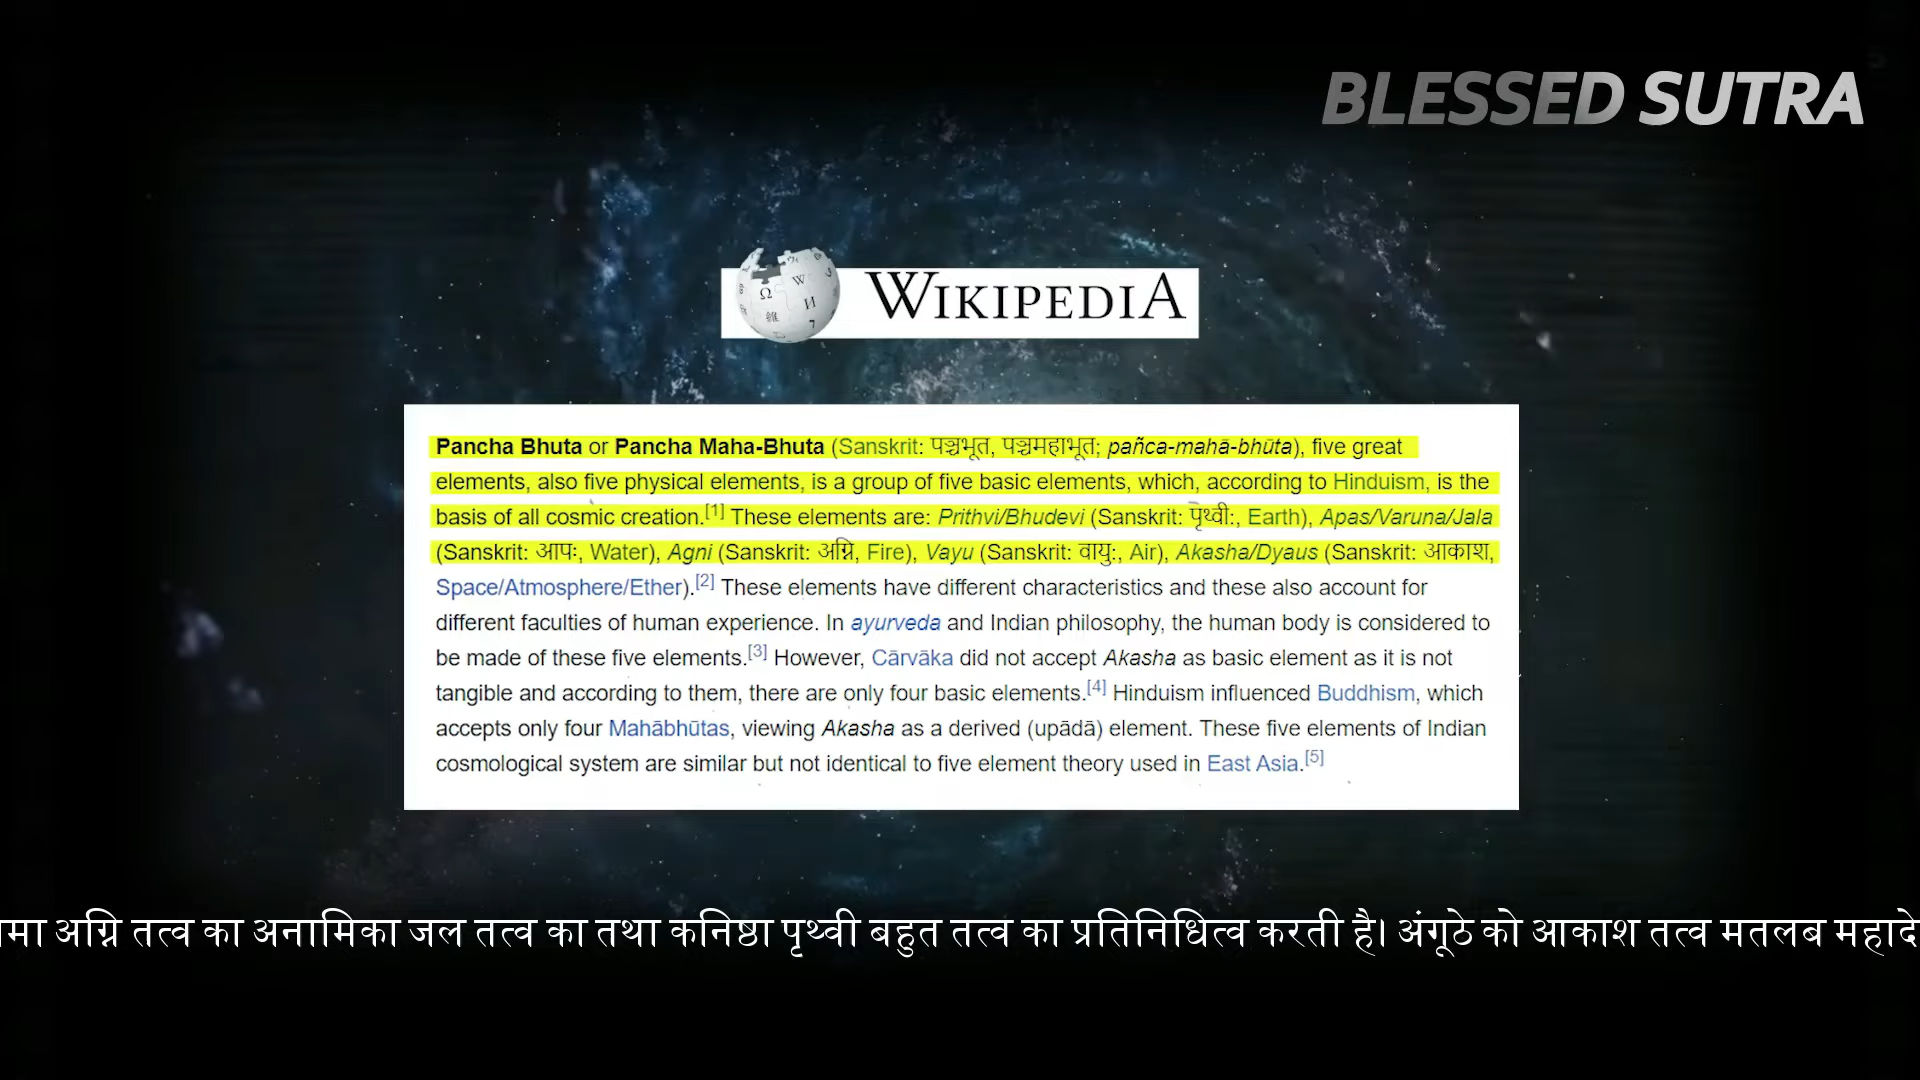 BLESSED SUTRA
WIKIPEDIA
Pancha Bhuta or Pancha Maha-Bhuta (Sanskrit: पञ्चभूत, पञ्चमहाभूत; pañca-mahā-bhūta), five great
elements, also five physical elements, is a group of five basic elements, which, according to Hinduism, is the
basis of all cosmic creation.[1] These elements are: Prithvi/Bhudevi (Sanskrit: पृथ्वी:, Earth), Apas/Varuna/Jala
(Sanskrit: आपः, Water), Agni (Sanskrit: अग्नि, Fire), Vayu (Sanskrit: वायु:, Air), Akasha/Dyaus (Sanskrit: आकाश,
Space/Atmosphere/Ether).[2] These elements have different characteristics and these also account for
different faculties of human experience. In ayurveda and Indian philosophy, the human body is considered to
be made of these five elements.[3] However, Cārvāka did not accept Akasha as basic element as it is not
tangible and according to them, there are only four basic elements.[4] Hinduism influenced Buddhism, which
accepts only four Mahābhūtas, viewing Akasha as a derived (upādā) element. These five elements of Indian
cosmological system are similar but not identical to five element theory used in East Asia.[5]
अग्नि तत्व का अनामिका जल तत्व का तथा कनिष्ठा पृथ्वी बहुत तत्व का प्रतिनिधित्व करती है। अंगूठे को आकाश तत्व मतलब